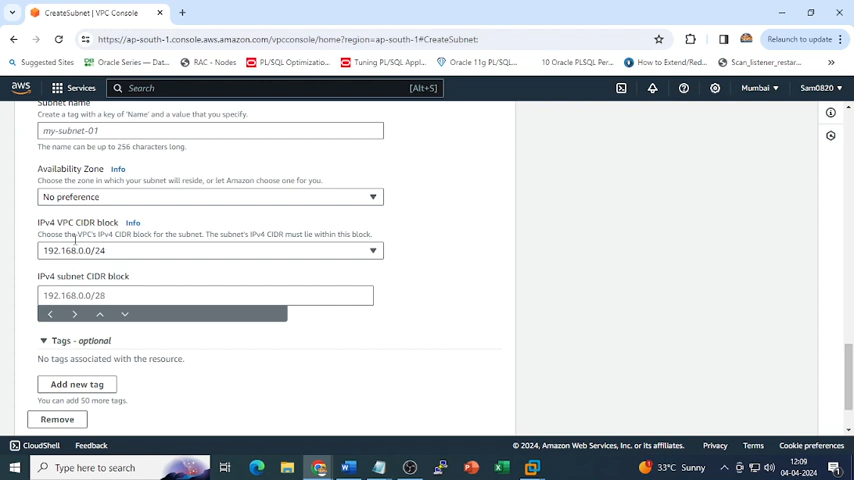 CreateSubnet | VPC Console
https://ap-south-1.console.aws.amazon.com/vpcconsole/home?region=ap-south-1#CreateSubnet:
Relaunch to update
Suggested Sites
Oracle Series -- Dat...
RAC - Nodes
PL/SQL Optimizatio...
Tuning PL/SQL App...
Oracle 11g PL/SQL...
10 Oracle PLSQL Per...
How to Extend/Red...
Scan_listener_restar...
aws
Services
Search
[Alt+S]
Mumbai
Sam0820
Subnet name
Create a tag with a key of 'Name' and a value that you specify.
my-subnet-01
The name can be up to 256 characters long.
Availability Zone Info
Choose the zone in which your subnet will reside, or let Amazon choose one for you.
No preference
IPv4 VPC CIDR block Info
Choose the VPC's IPv4 CIDR block for the subnet. The subnet's IPv4 CIDR must lie within this block.
192.168.0.0/24
IPv4 subnet CIDR block
192.168.0.0/28
Tags - optional
No tags associated with the resource.
Add new tag
You can add 50 more tags.
Remove
CloudShell
Feedback
© 2024, Amazon Web Services, Inc. or its affiliates.
Privacy
Terms
Cookie preferences
Type here to search
33°C Sunny
12:09
04-04-2024